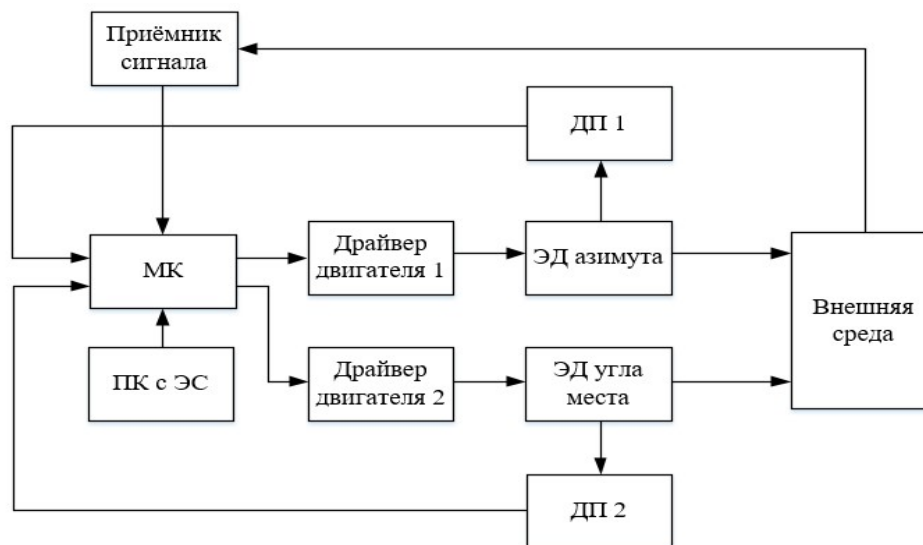 Приёмник
сигнала
ДП 1
МК
Драйвер
двигателя 1
ЭД азимута
Внешняя
среда
ПК с ЭС
Драйвер
двигателя 2
ЭД угла
места
ДП 2